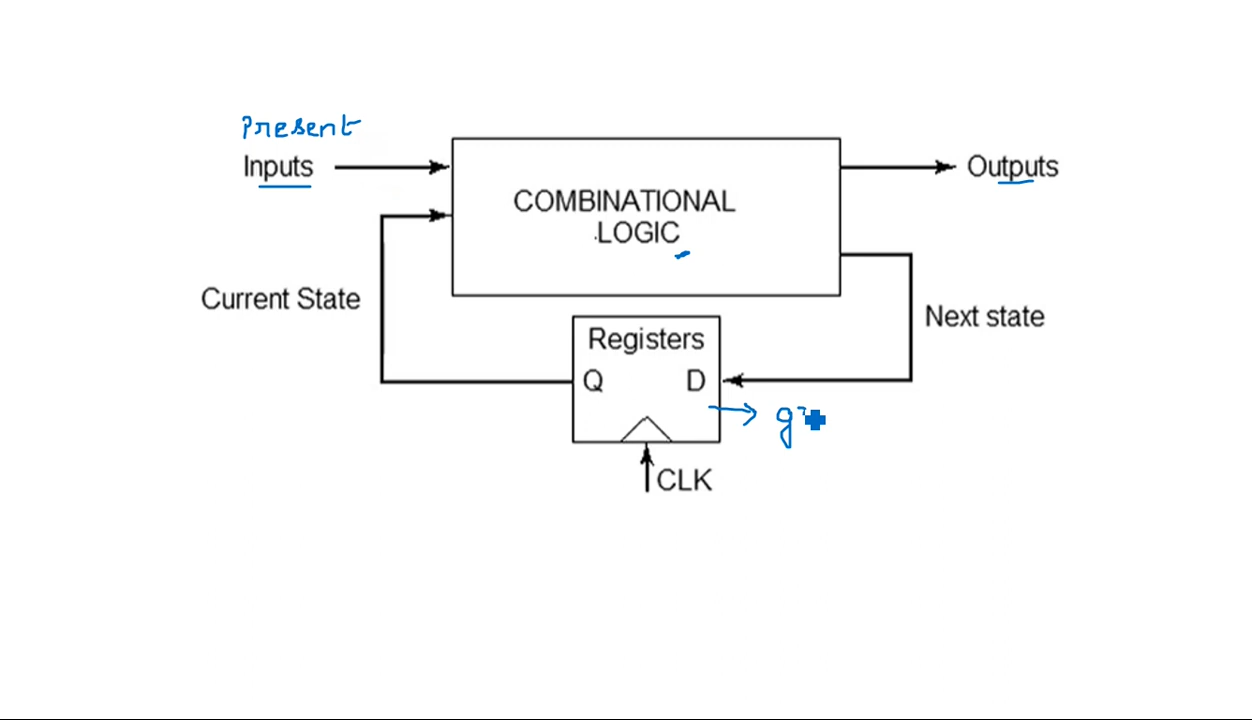 Present
Inputs
Outputs
COMBINATIONAL
LOGIC
Current State
Next state
Registers
Q D
CLK